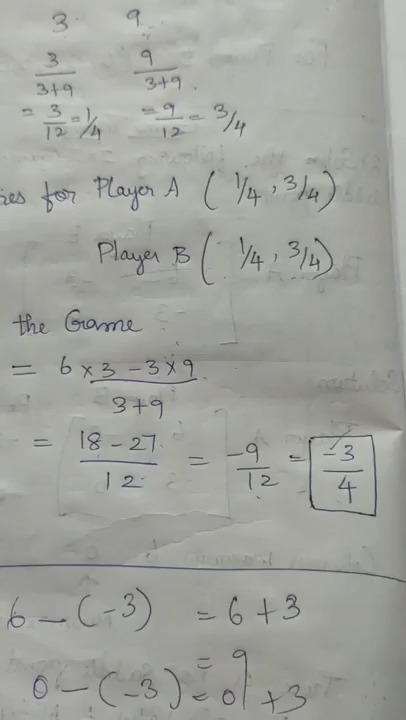 3 9
3/3+9 9/3+9
= 3/12 = 1/4 = 9/12 = 3/4
for Player A ( 1/4 , 3/4 )
Player B ( 1/4 , 3/4 )
the Game
= 6 × 3 - 3 × 9 / 3+9
= 18 - 27 / 12 = -9/12 = -3/4
6 - (-3) = 6 + 3
= 9
0 - (-3) = 0 + 3